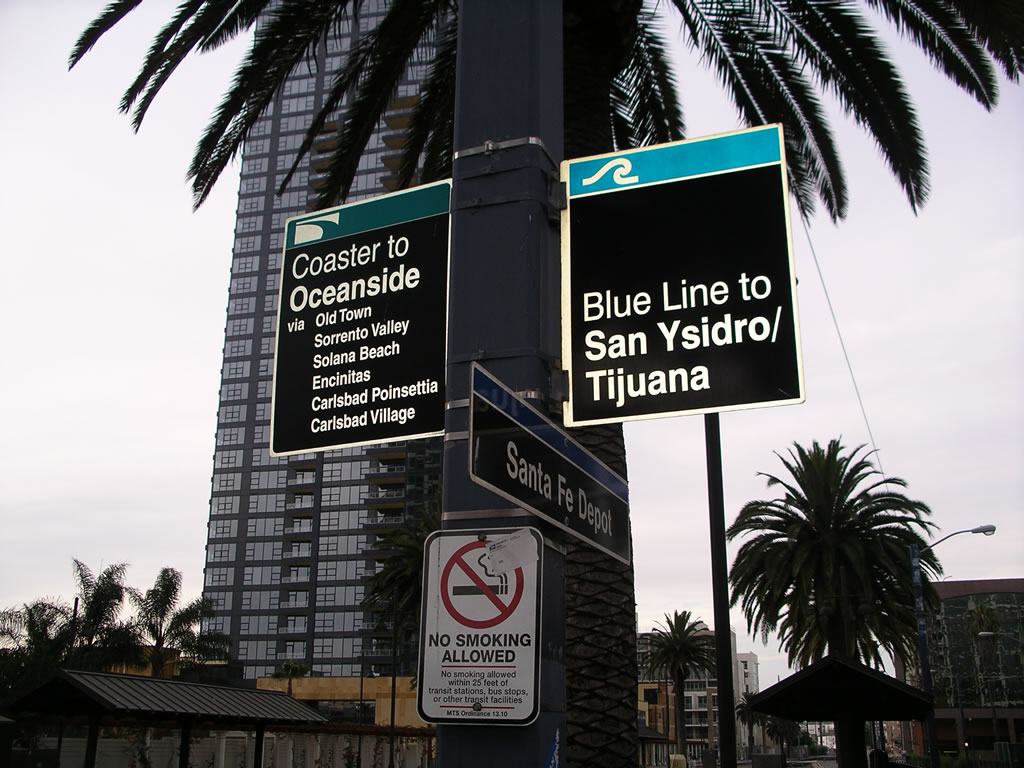 Coaster to
Oceanside
via Old Town
Sorrento Valley
Solana Beach
Encinitas
Carlsbad Poinsettia
Carlsbad Village
Blue Line to
San Ysidro/
Tijuana
Santa Fe Depot
NO SMOKING
ALLOWED
No smoking allowed
within 25 feet of
transit stations, bus stops,
or other transit facilities
MTS Ordinance 13.10